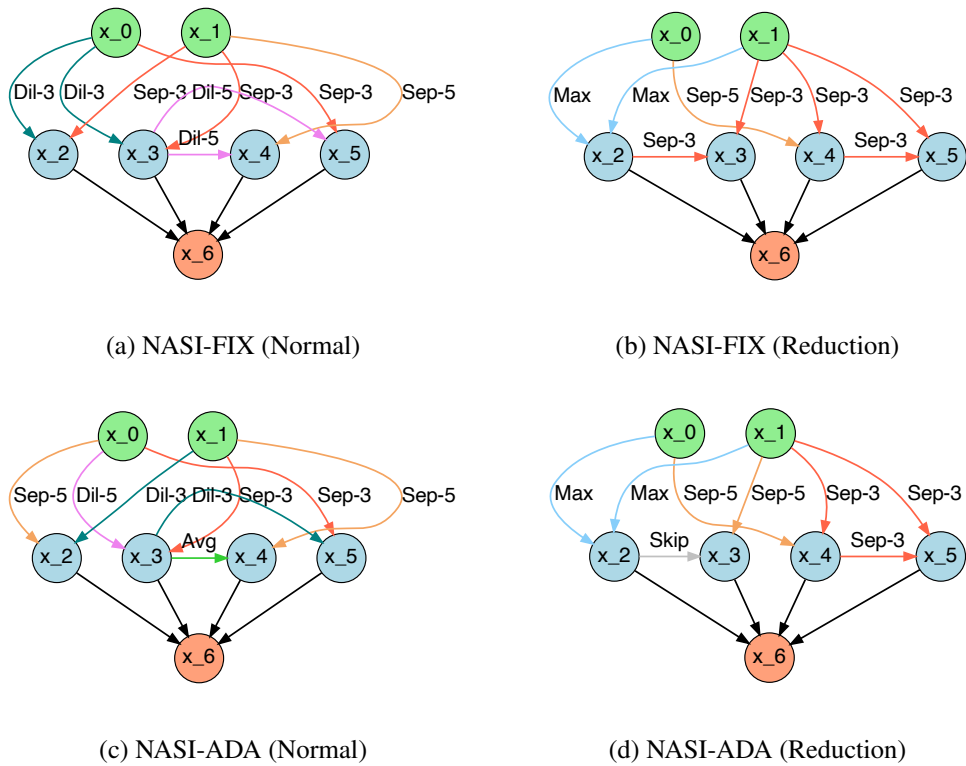 x_0 x_1
Dil-3 Dil-3 Sep-3 Dil-5 Sep-3 Sep-3 Sep-5
Dil-5
x_2 x_3 x_4 x_5
x_6
(a) NASI-FIX (Normal)
x_0 x_1
Max Max Sep-5 Sep-3 Sep-3 Sep-3
Sep-3 Sep-3
x_2 x_3 x_4 x_5
x_6
(b) NASI-FIX (Reduction)
x_0 x_1
Sep-5 Dil-5 Dil-3 Dil-3 Sep-3 Sep-3 Sep-5
Avg
x_2 x_3 x_4 x_5
x_6
(c) NASI-ADA (Normal)
x_0 x_1
Max Max Sep-5 Sep-5 Sep-3 Sep-3
Skip Sep-3
x_2 x_3 x_4 x_5
x_6
(d) NASI-ADA (Reduction)